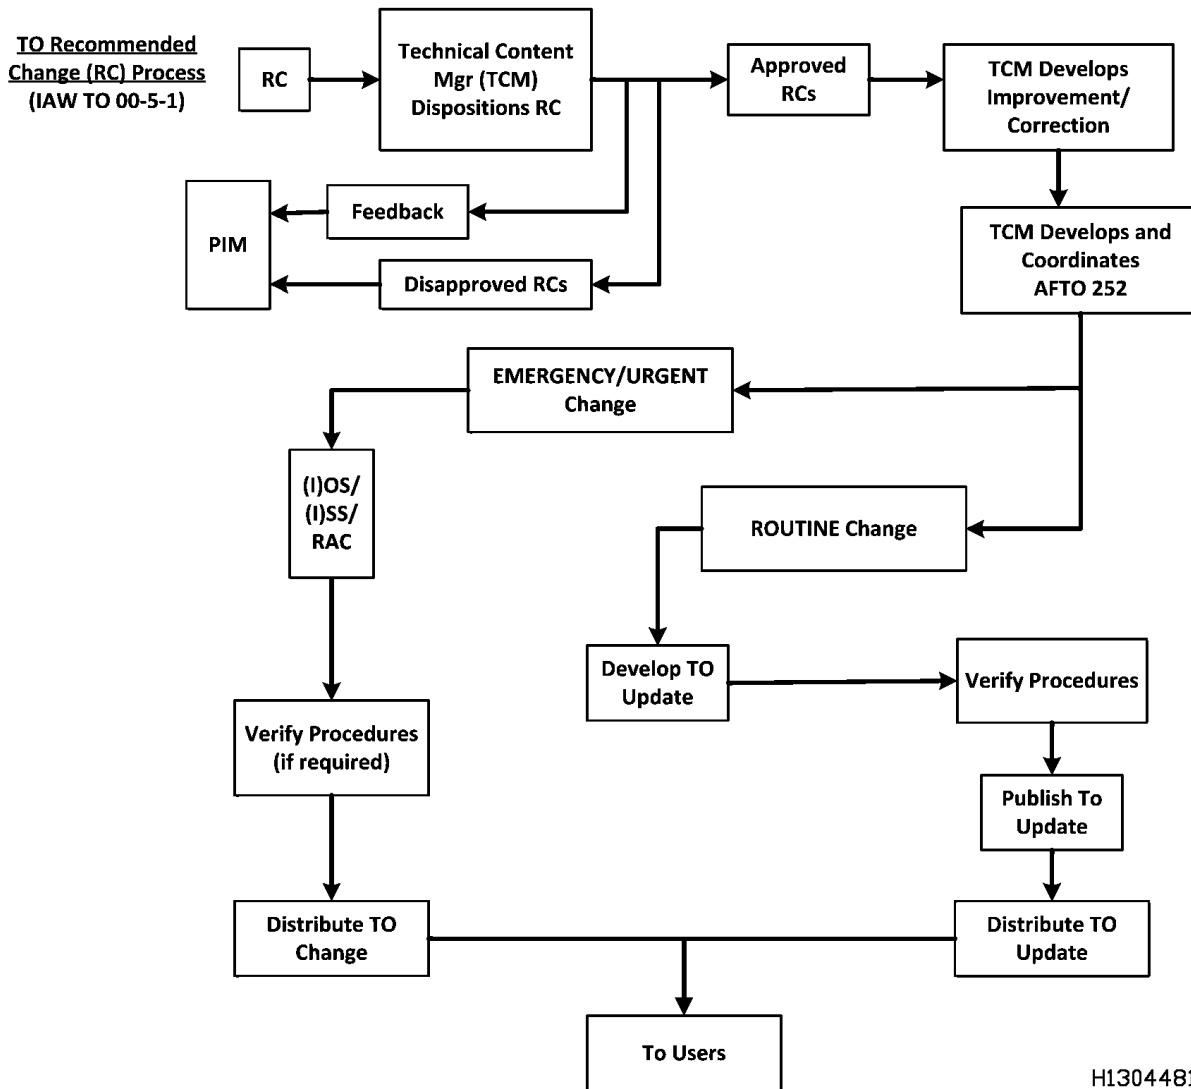 TO Recommended
Change (RC) Process
(IAW TO 00-5-1)
RC
Technical Content
Mgr (TCM)
Dispositions RC
Approved
RCs
TCM Develops
Improvement/
Correction
PIM
Feedback
Disapproved RCs
TCM Develops and
Coordinates
AFTO 252
EMERGENCY/URGENT
Change
(I)OS/
(I)SS/
RAC
ROUTINE Change
Develop TO
Update
Verify Procedures
Verify Procedures
(if required)
Publish To
Update
Distribute TO
Change
Distribute TO
Update
To Users